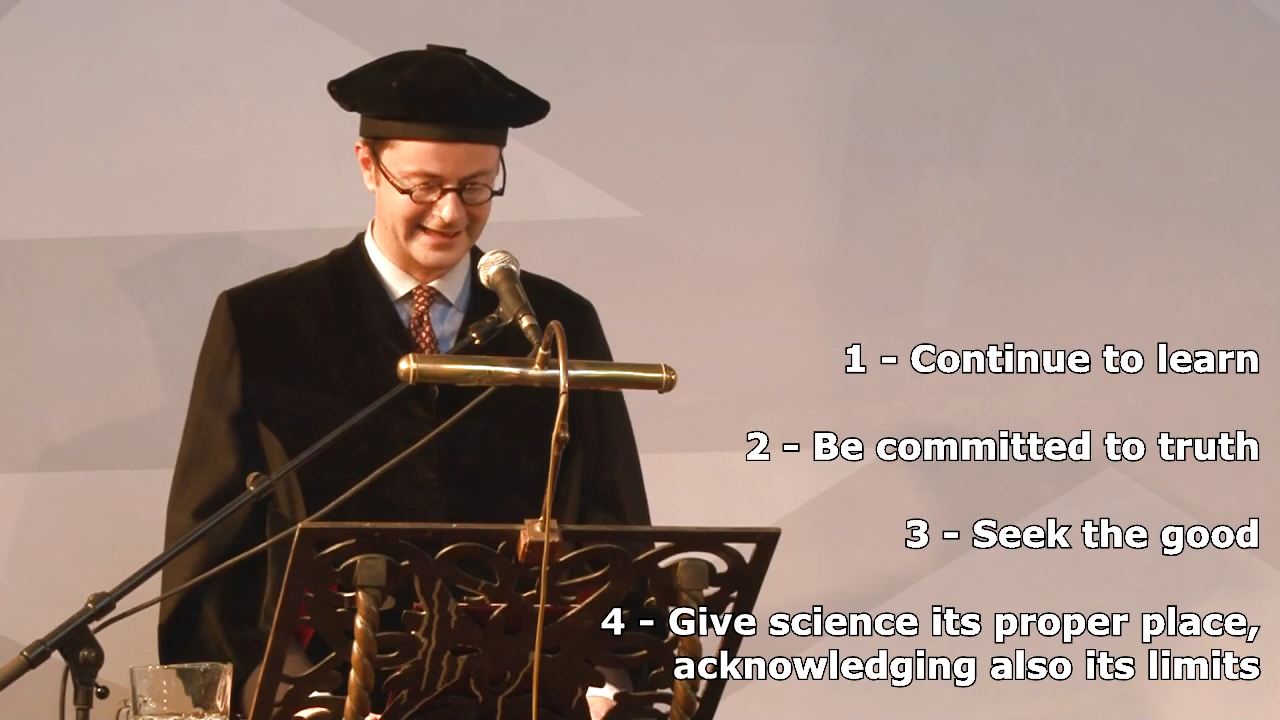 1 - Continue to learn
2 - Be committed to truth
3 - Seek the good
4 - Give science its proper place,
acknowledging also its limits